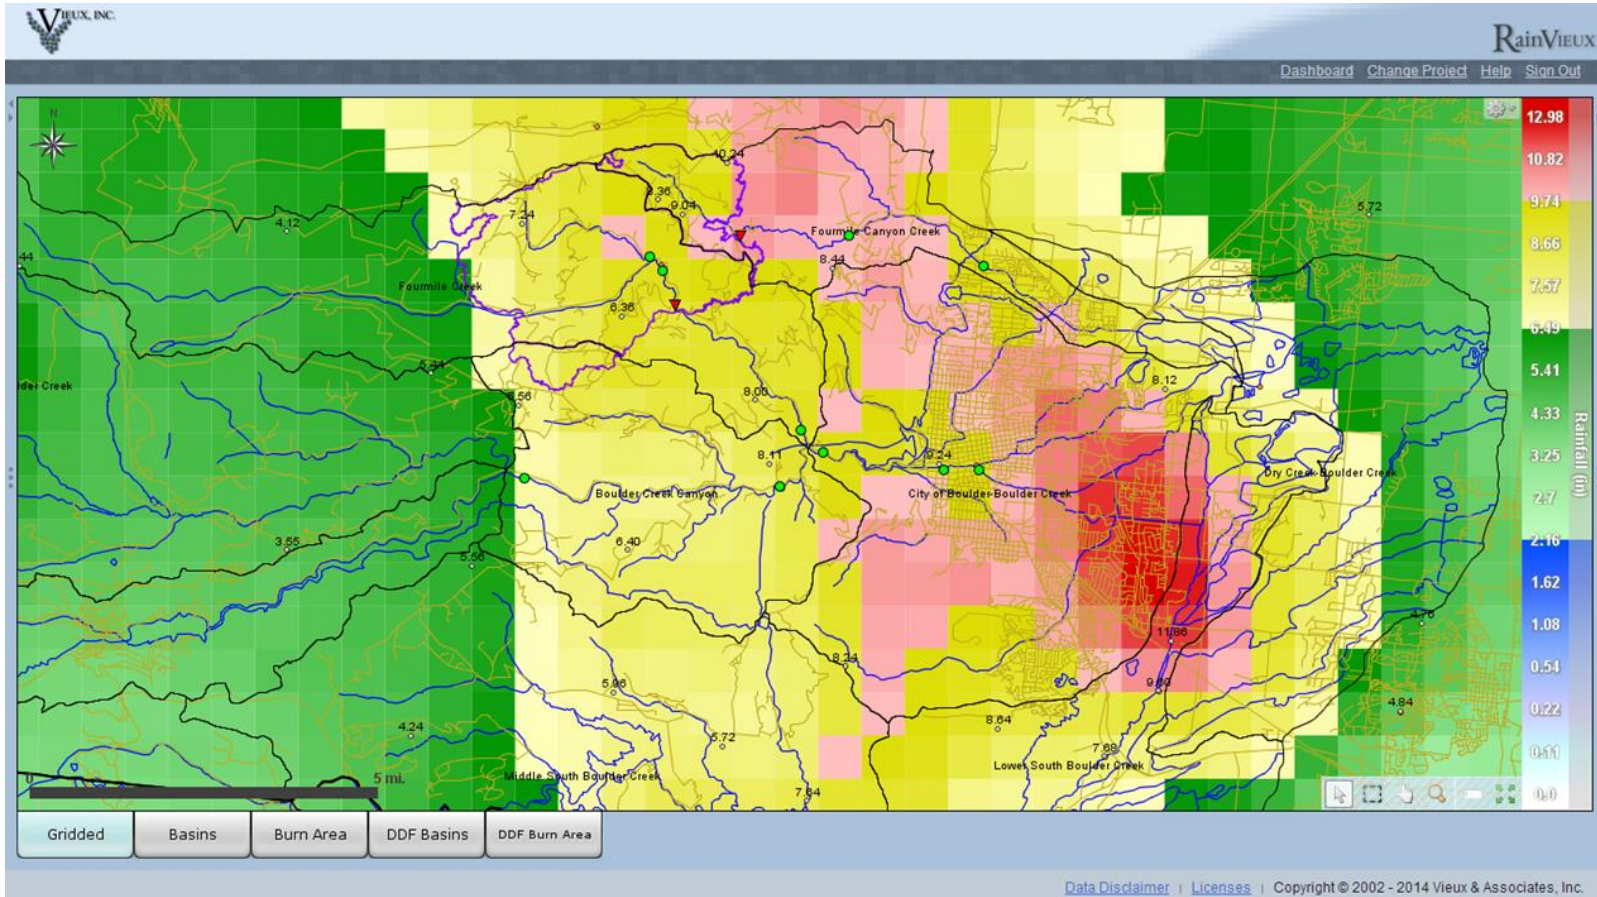 VIEUX, INC.
RainVieux
Dashboard Change Project Help Sign Out
N
12.98
10.82
9.74
8.66
7.57
6.49
5.41
4.33
3.25
2.7
2.16
1.62
1.08
0.54
0.22
0.11
0.0
Rainfall (in)
10.24
8.36
9.04
7.24
4.12
5.72
Fourmile Canyon Creek
8.44
44
Fourmile Creek
6.36
5.44
8.12
der Creek
8.00
9.24
8.11
Dry Creek-Boulder Creek
Boulder Creek Canyon
City of Boulder-Boulder Creek
3.55
6.40
11.86
8.24
5.96
4.84
8.64
4.24
5.72
7.68
Lower South Boulder Creek
Middle South Boulder Creek
0
5 mi.
7.64
Gridded Basins Burn Area DDF Basins DDF Burn Area
Data Disclaimer | Licenses | Copyright © 2002 - 2014 Vieux & Associates, Inc.